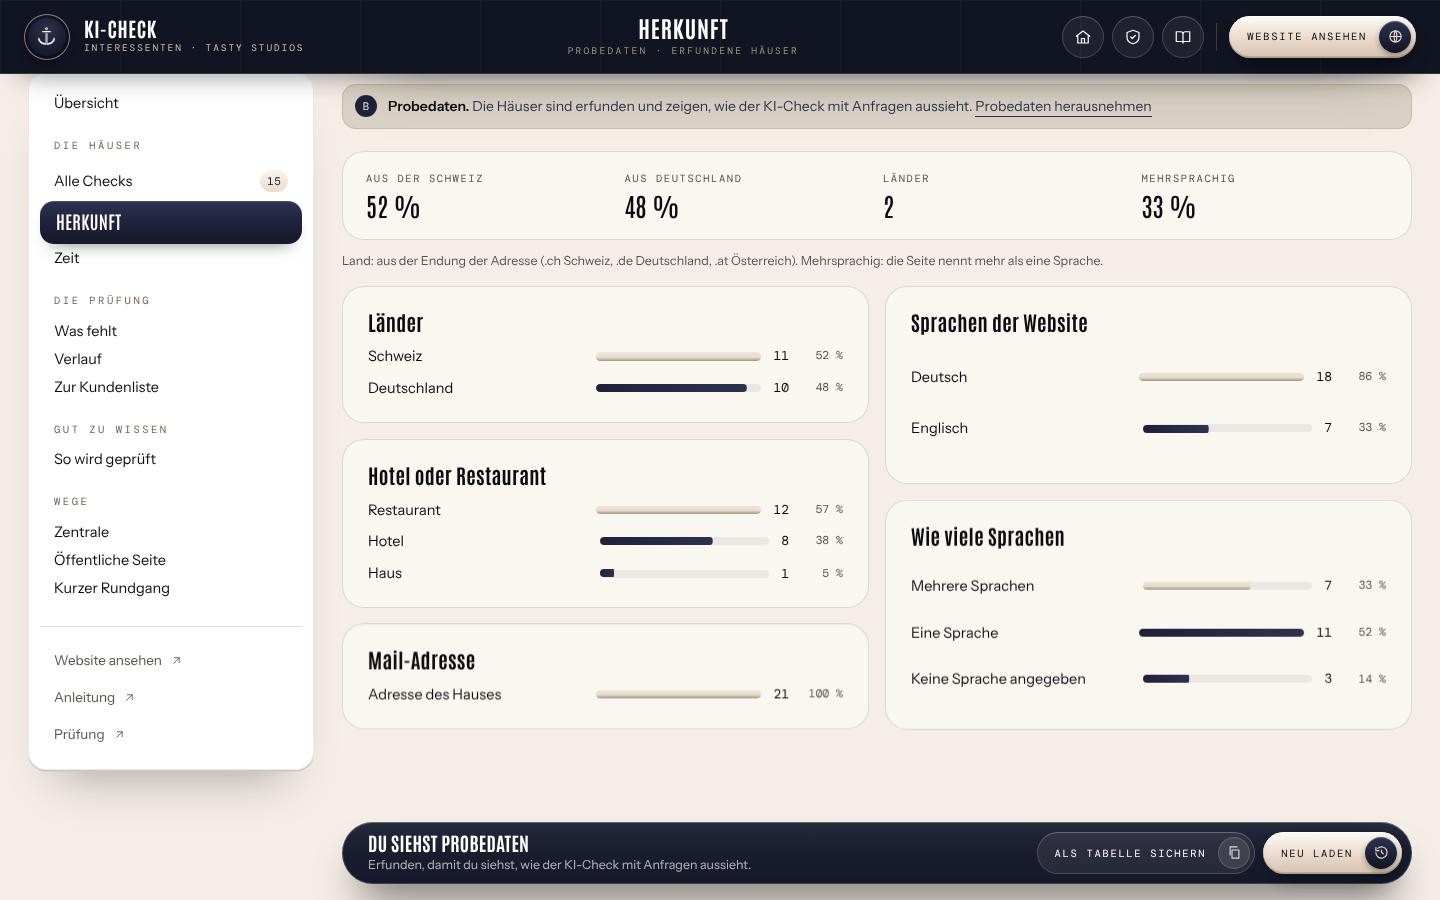 KI-CHECK
INTERESSENTEN · TASTY STUDIOS
HERKUNFT
PROBEDATEN · ERFUNDENE HÄUSER
WEBSITE ANSEHEN
Übersicht
DIE HÄUSER
Alle Checks 15
HERKUNFT
Zeit
DIE PRÜFUNG
Was fehlt
Verlauf
Zur Kundenliste
GUT ZU WISSEN
So wird geprüft
WEGE
Zentrale
Öffentliche Seite
Kurzer Rundgang
Website ansehen
Anleitung
Prüfung
B Probedaten. Die Häuser sind erfunden und zeigen, wie der KI-Check mit Anfragen aussieht. Probedaten herausnehmen
AUS DER SCHWEIZ
52 %
AUS DEUTSCHLAND
48 %
LÄNDER
2
MEHRSPRACHIG
33 %
Land: aus der Endung der Adresse (.ch Schweiz, .de Deutschland, .at Österreich). Mehrsprachig: die Seite nennt mehr als eine Sprache.
Länder
Schweiz 11 52 %
Deutschland 10 48 %
Hotel oder Restaurant
Restaurant 12 57 %
Hotel 8 38 %
Haus 1 5 %
Mail-Adresse
Adresse des Hauses 21 100 %
Sprachen der Website
Deutsch 18 86 %
Englisch 7 33 %
Wie viele Sprachen
Mehrere Sprachen 7 33 %
Eine Sprache 11 52 %
Keine Sprache angegeben 3 14 %
DU SIEHST PROBEDATEN
Erfunden, damit du siehst, wie der KI-Check mit Anfragen aussieht.
ALS TABELLE SICHERN
NEU LADEN